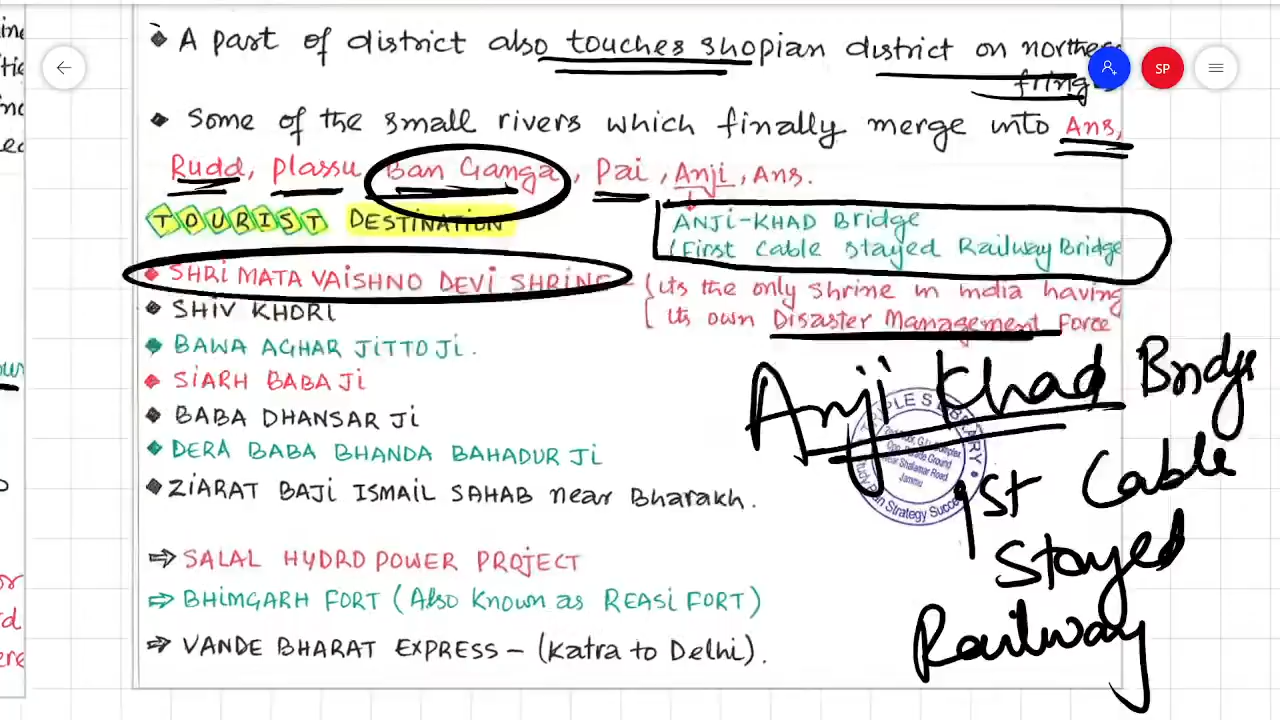 ◆ A part of district also touches shopian district on northern
fringe
◆ Some of the small rivers which finally merge into Ans,
Rudd, Plassu, Ban Ganga, Pai, Anji, Ans.
TOURIST DESTINATION
ANJI-KHAD Bridge
(First Cable Stayed Railway Bridge
◆ SHRI MATA VAISHNO DEVI SHRINE – (its the only shrine in india having
its own Disaster Management Force
◆ SHIV KHORI
◆ BAWA AGHAR JITTO JI.
◆ SIARH BABA JI
◆ BABA DHANSAR JI
◆ DERA BABA BHANDA BAHADUR JI
◆ ZIARAT BAJI ISMAIL SAHAB near Bharakh.
⇒ SALAL HYDRO POWER PROJECT
⇒ BHIMGARH FORT (Also Known as REASI FORT)
⇒ VANDE BHARAT EXPRESS – (Katra to Delhi).
Anji Khad Bridge
1st Cable
Stayed
Railway
SP